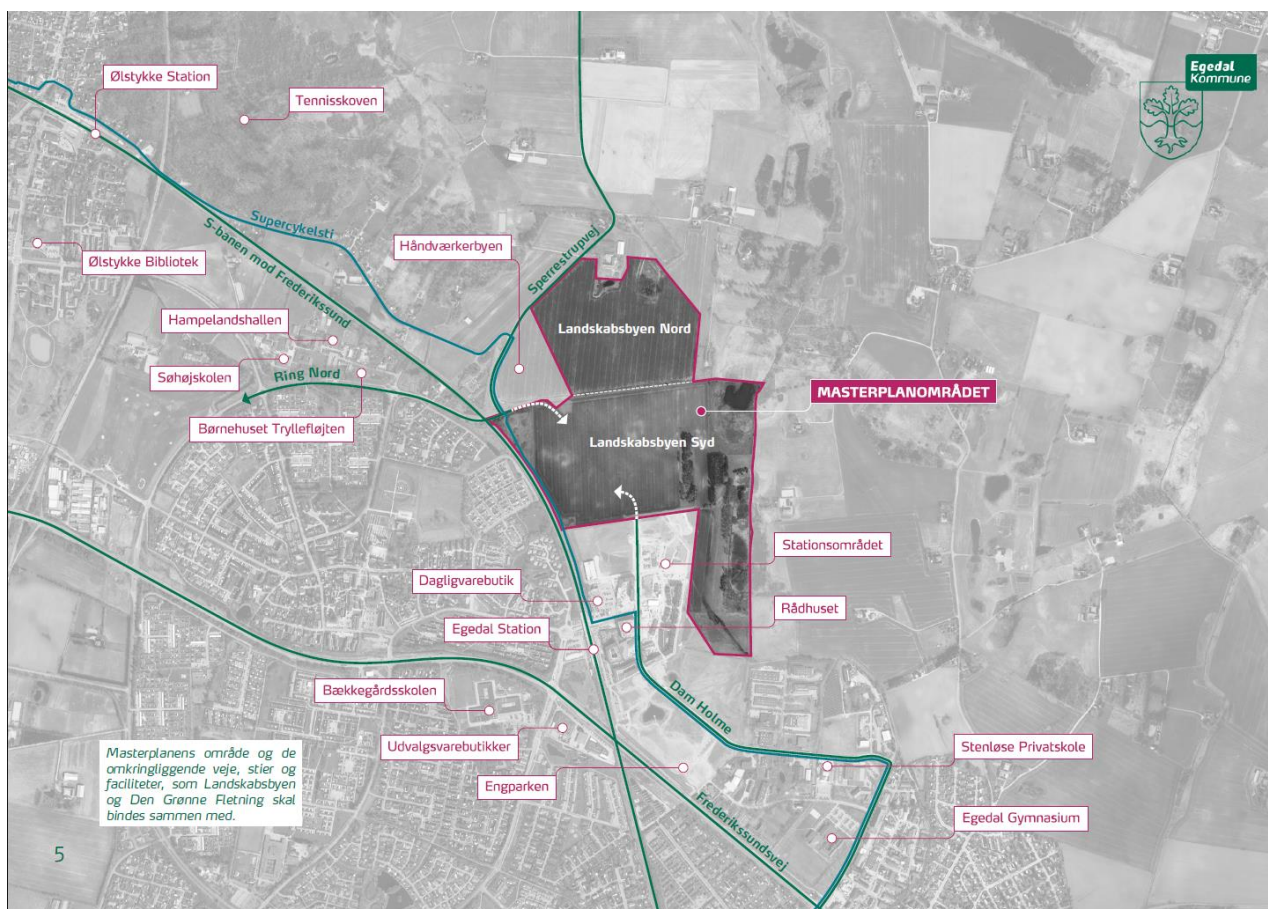 Egedal
Kommune
Ølstykke Station
Tennisskoven
Supercykelsti
S-banen mod Frederikssund
Håndværkerbyen
Sperrestrupvej
Ølstykke Bibliotek
Landskabsbyen Nord
Hampelandshallen
Søhøjskolen
Ring Nord
MASTERPLANOMRÅDET
Børnehuset Tryllefløjten
Landskabsbyen Syd
Stationsområdet
Dagligvarebutik
Rådhuset
Egedal Station
Bækkegårdsskolen
Dam Holme
Udvalgsvarebutikker
Stenløse Privatskole
Engparken
Frederikssundsvej
Egedal Gymnasium
Masterplanens område og de
omkringliggende veje, stier og
faciliteter, som Landskabsbyen
og Den Grønne Fletning skal
bindes sammen med.
5